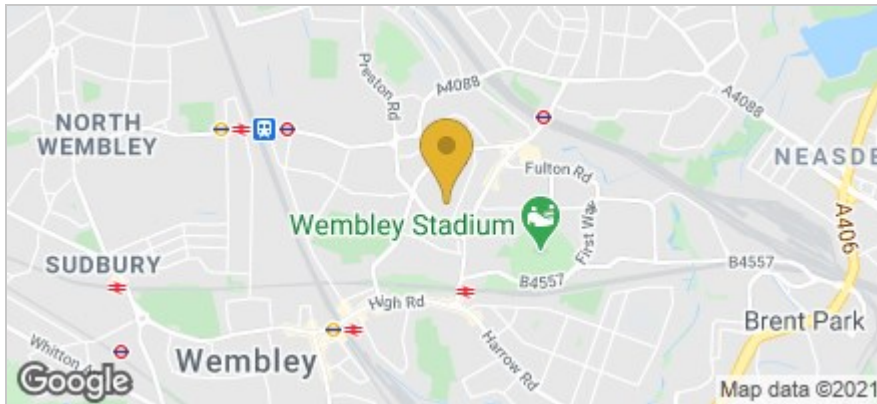 Preston Rd
A4088
A4088
NORTH
WEMBLEY
NEASDE
Fulton Rd
A406
Wembley Stadium
First Way
SUDBURY
B4557
B4557
High Rd
Brent Park
Whitton
Wembley
Harrow Rd
Google
Map data ©2021